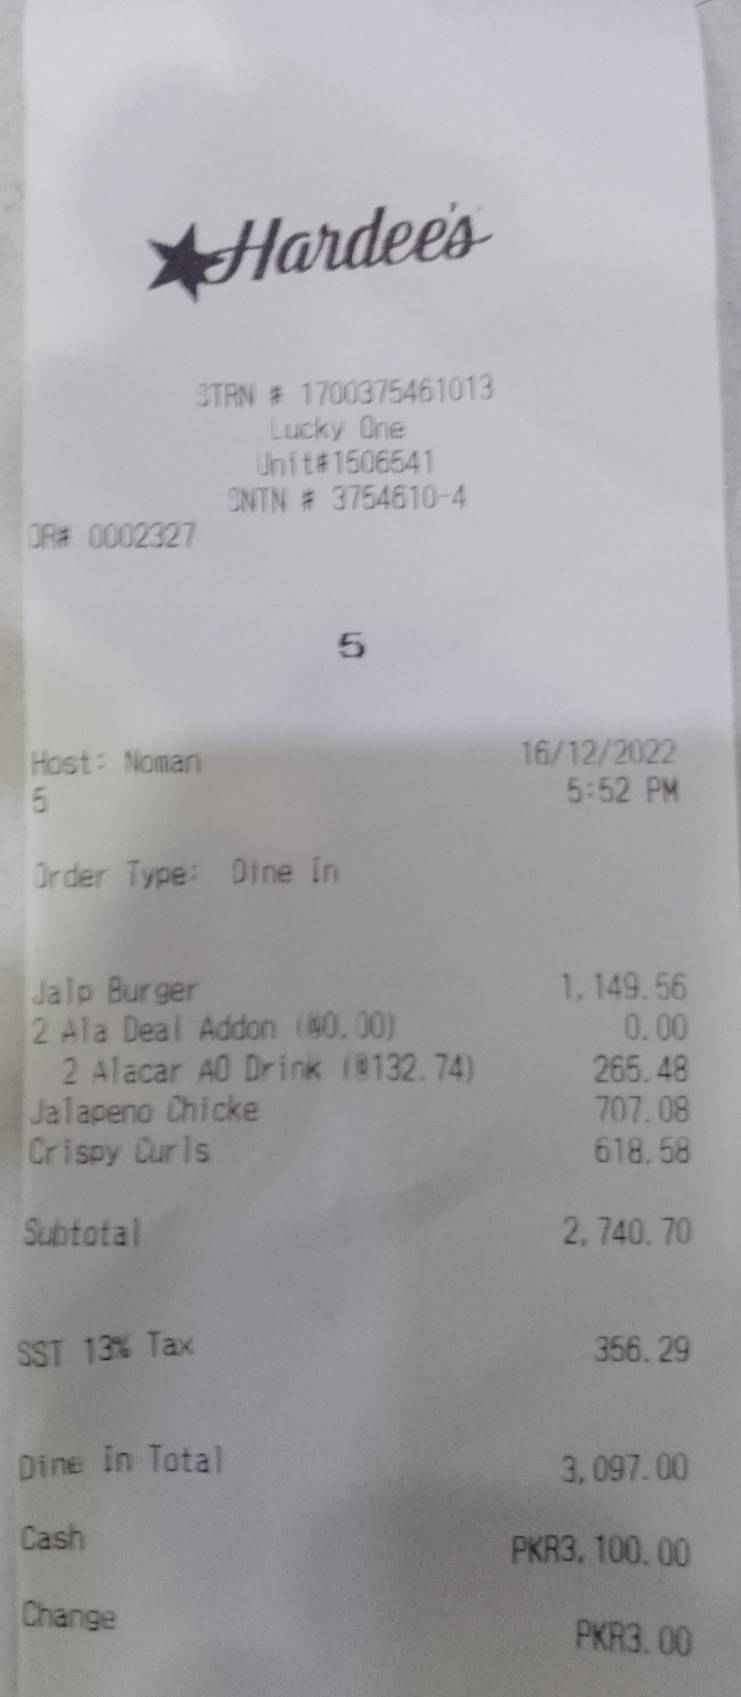 Hardee's
STRN # 1700375461013
Lucky One
Unit#1506541
SNTN # 3754610-4
OR# 0002327
5
Host: Noman 16/12/2022
5 5:52 PM
Order Type: Dine in
Jalp Burger 1,149.56
2 Ala Deal Addon (@0.00) 0.00
2 Alacar AO Drink (@132.74) 265.48
Jalapeno Chicke 707.08
Crispy Curls 618.58
Subtotal 2,740.70
SST 13% Tax 356.29
Dine In Total 3,097.00
Cash PKR3,100.00
Change PKR3.00